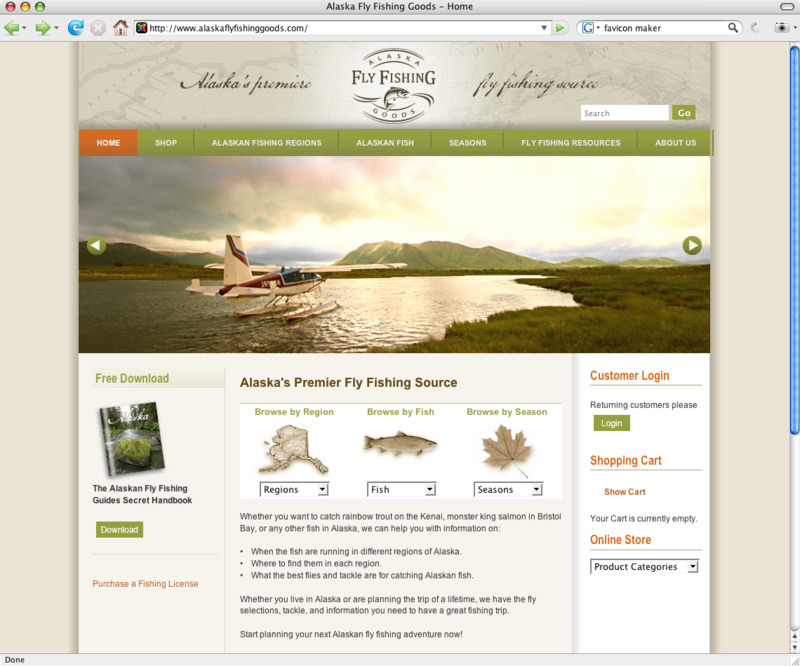 Alaska Fly Fishing Goods – Home
http://www.alaskaflyfishinggoods.com/
favicon maker
Alaska's premiere
ALASKA
FLY FISHING
GOODS
fly fishing source
Search
Go
HOME
SHOP
ALASKAN FISHING REGIONS
ALASKAN FISH
SEASONS
FLY FISHING RESOURCES
ABOUT US
Free Download
Alaska
The Alaskan Fly Fishing
Guides Secret Handbook
Download
Purchase a Fishing License
Alaska's Premier Fly Fishing Source
Browse by Region
Browse by Fish
Browse by Season
Regions
Fish
Seasons
Whether you want to catch rainbow trout on the Kenai, monster king salmon in Bristol
Bay, or any other fish in Alaska, we can help you with information on:
• When the fish are running in different regions of Alaska.
• Where to find them in each region.
• What the best flies and tackle are for catching Alaskan fish.
Whether you live in Alaska or are planning the trip of a lifetime, we have the fly
selections, tackle, and information you need to have a great fishing trip.
Start planning your next Alaskan fly fishing adventure now!
Customer Login
Returning customers please
Login
Shopping Cart
Show Cart
Your Cart is currently empty.
Online Store
Product Categories
Done